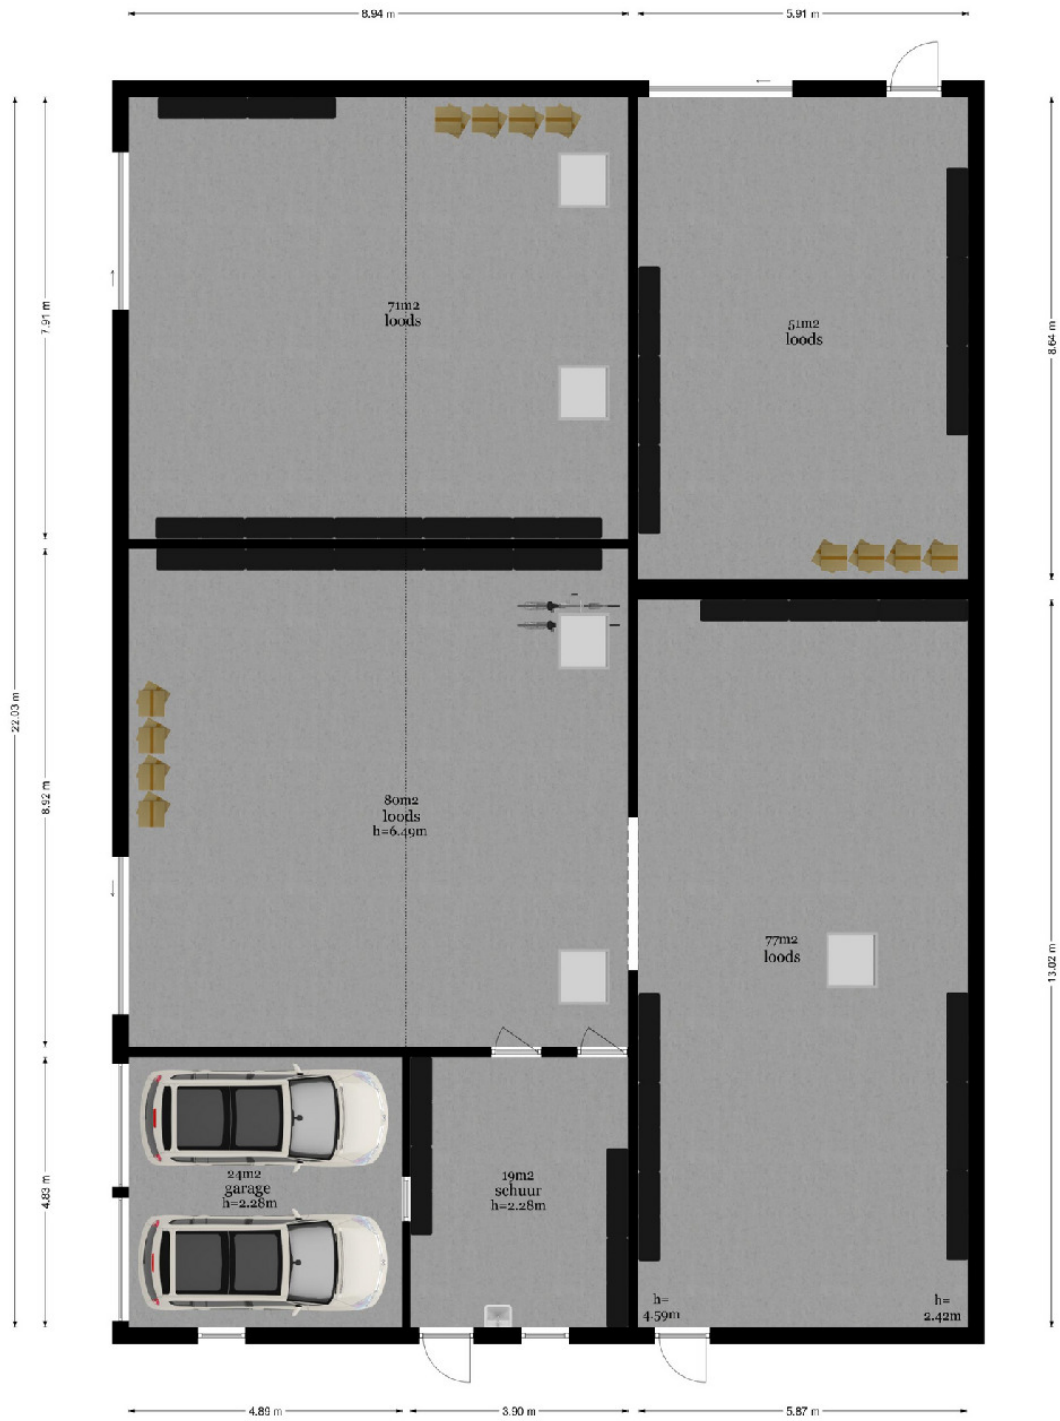 8.94 m
5.91 m
7.91 m
22.03 m
8.92 m
4.83 m
8.64 m
13.02 m
71m2
loods
51m2
loods
80m2
loods
h=6.49m
77m2
loods
24m2
garage
h=2.28m
19m2
schuur
h=2.28m
h=
4.59m
h=
2.42m
4.89 m
3.90 m
5.87 m